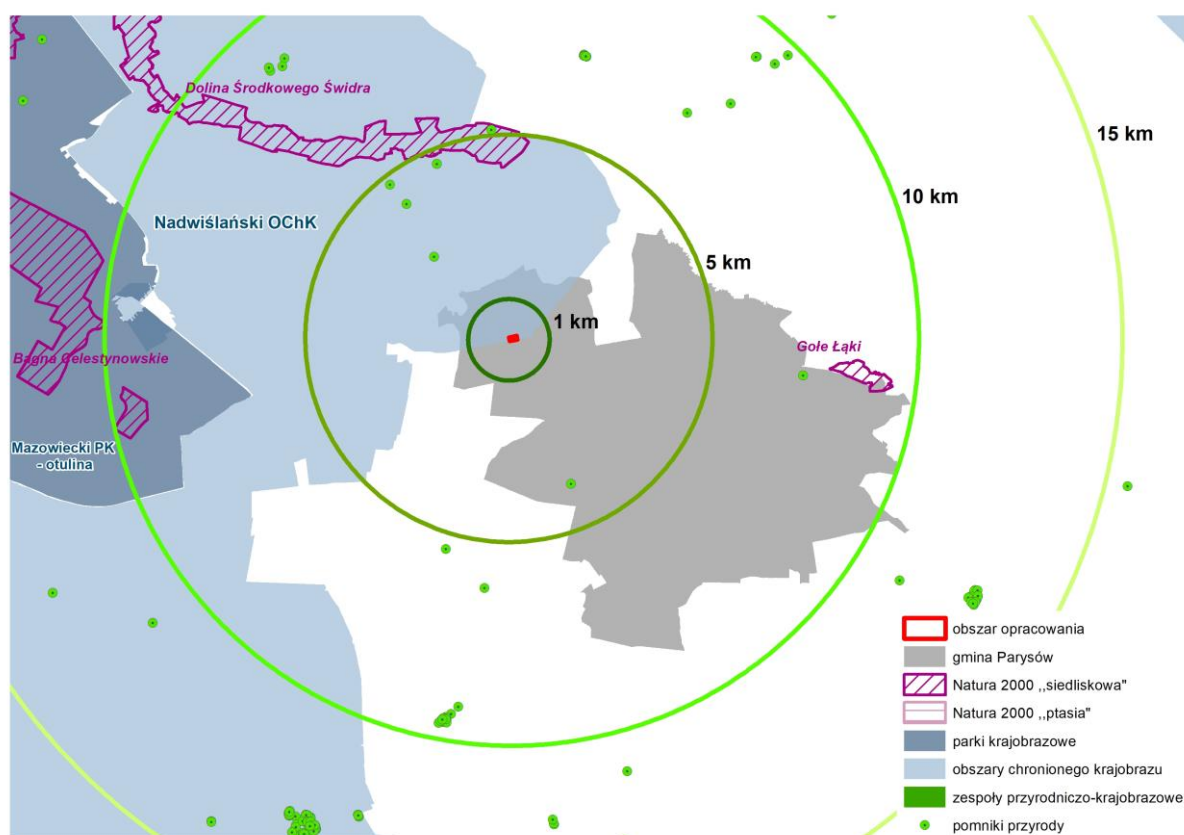 Dolina Środkowego Świdra
15 km
10 km
Nadwiślański OChK
5 km
1 km
Gołe Łąki
Bagna Celestynowskie
Mazowiecki PK
- otulina
obszar opracowania
gmina Parysów
Natura 2000 ,,siedliskowa"
Natura 2000 ,,ptasia"
parki krajobrazowe
obszary chronionego krajobrazu
zespoły przyrodniczo-krajobrazowe
pomniki przyrody